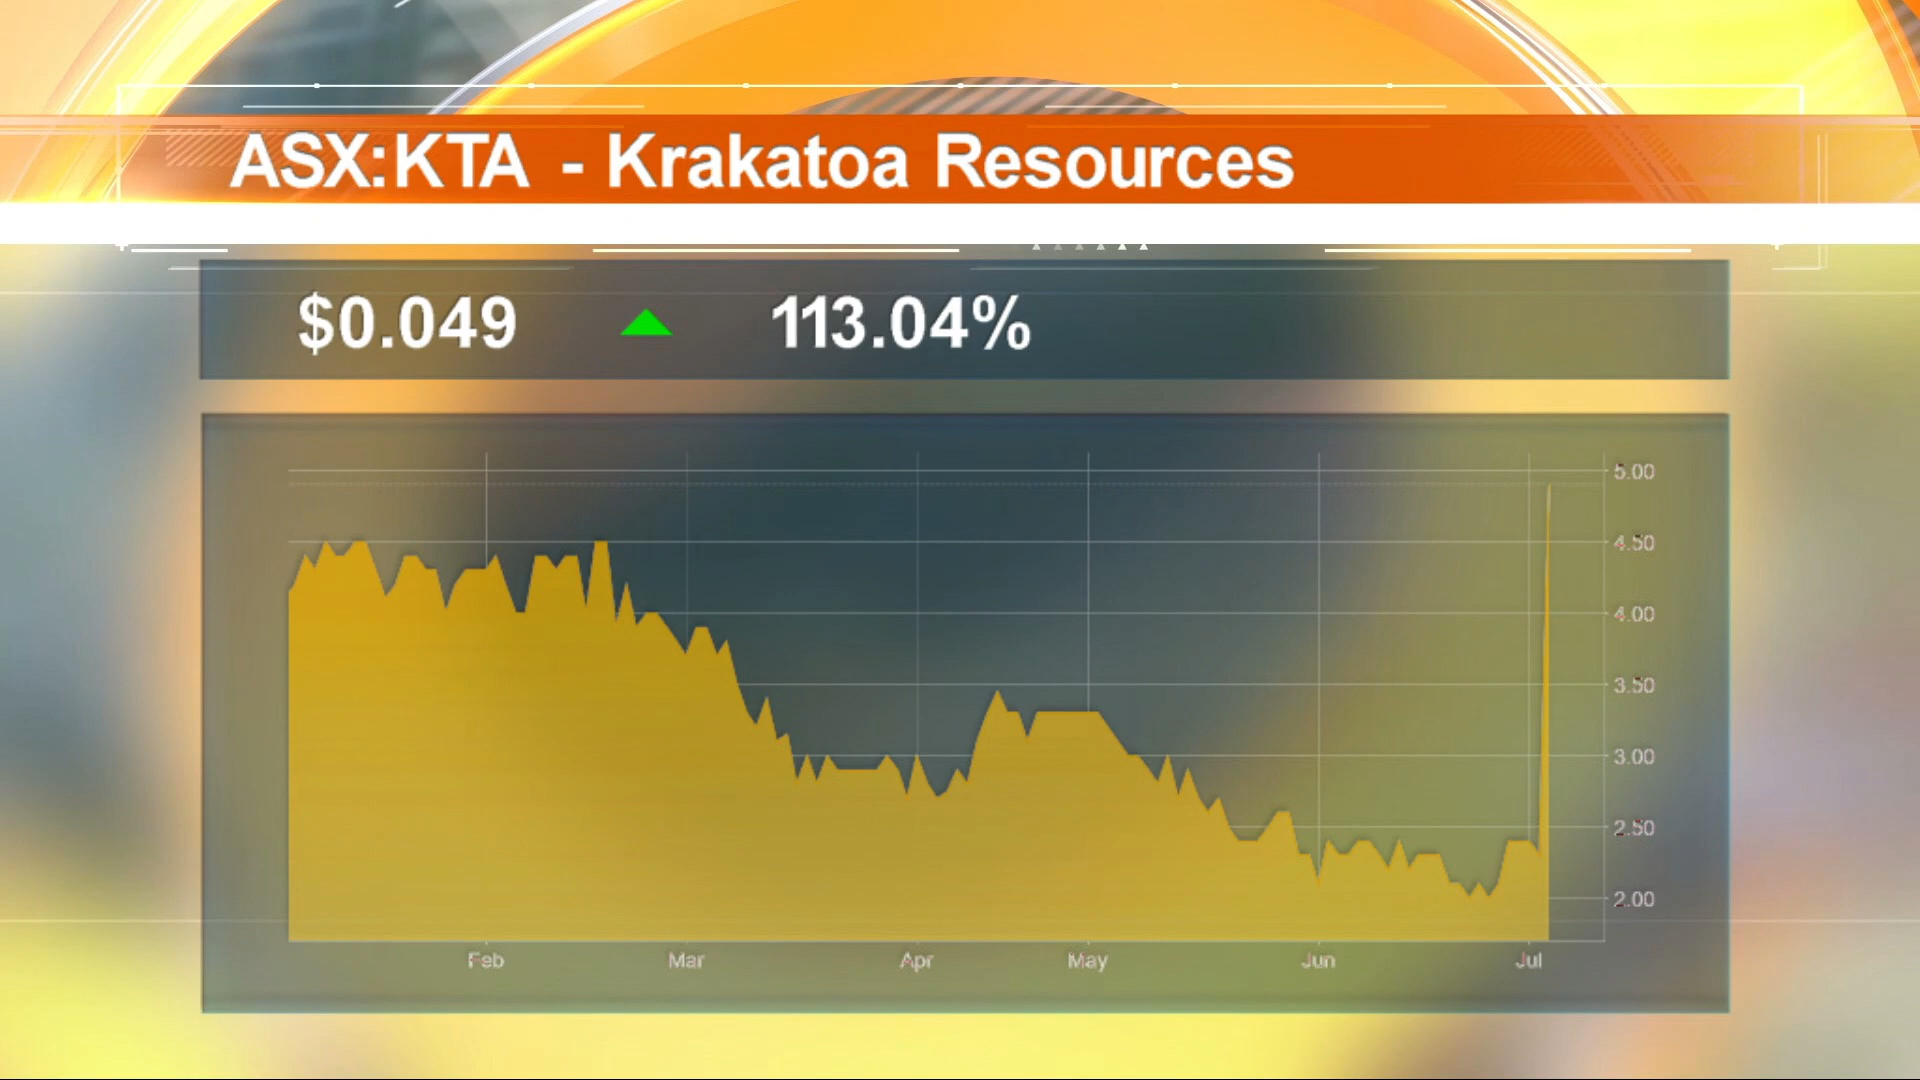 ASX:KTA - Krakatoa Resources
$0.049 ▲ 113.04%
5.00
4.50
4.00
3.50
3.00
2.50
2.00
Feb Mar Apr May Jun Jul